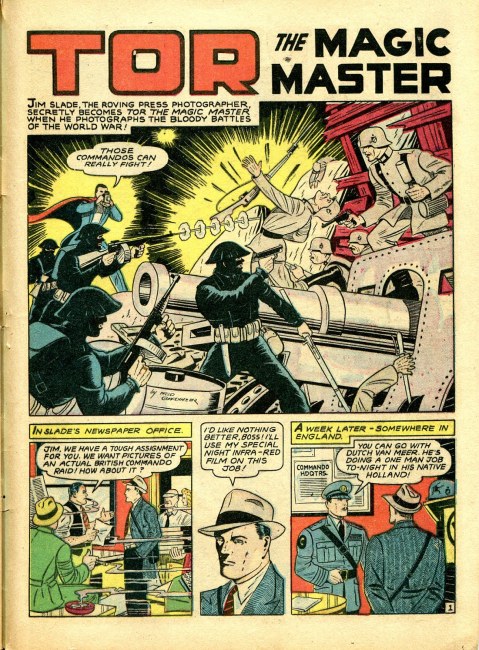 TOR
THE MAGIC
MASTER
JIM SLADE, THE ROVING PRESS PHOTOGRAPHER,
SECRETLY BECOMES TOR THE MAGIC MASTER
WHEN HE PHOTOGRAPHS THE BLOODY BATTLES
OF THE WORLD WAR!
THOSE
COMMANDOS CAN
REALLY FIGHT!
by
FRED
GUARDINEER
IN SLADE'S NEWSPAPER OFFICE.
JIM, WE HAVE A TOUGH ASSIGNMENT
FOR YOU. WE WANT PICTURES OF
AN ACTUAL BRITISH COMMANDO
RAID! HOW ABOUT IT?
I'D LIKE NOTHING
BETTER, BOSS! I'LL
USE MY SPECIAL
NIGHT INFRA-RED
FILM ON THIS
JOB!
A WEEK LATER - SOMEWHERE IN
ENGLAND.
COMMANDO
HDQTRS.
YOU CAN GO WITH
DUTCH VAN MEER. HE'S
DOING A ONE MAN JOB
TO-NIGHT IN HIS NATIVE
HOLLAND!
1